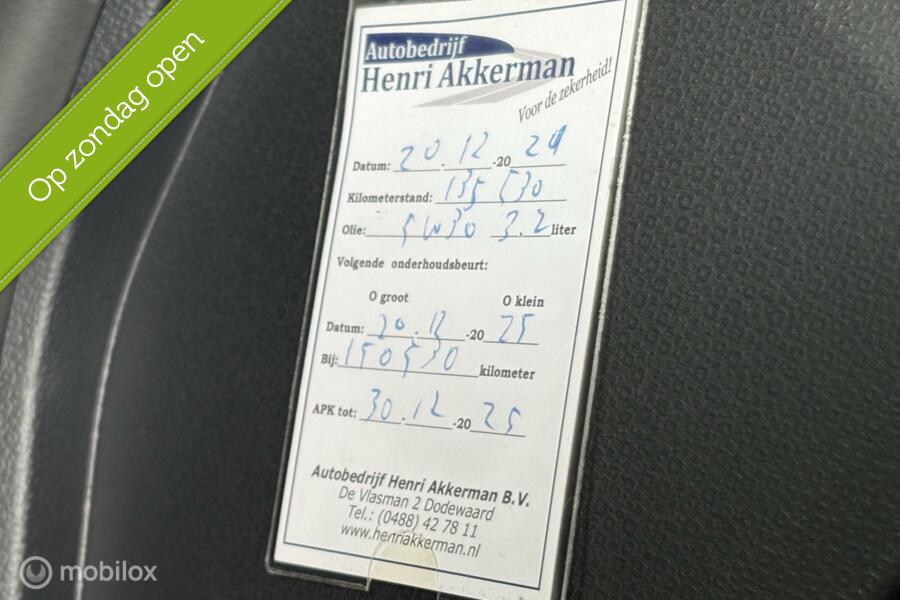 Op zondag open
Autobedrijf
Henri Akkerman
Voor de zekerheid!
Datum: 20.12-2024
Kilometerstand: 135530
Olie: 5W30 3.2 liter
Volgende onderhoudsbeurt:
O groot O klein
Datum: 20.12-2025
Bij: 150530 kilometer
APK tot: 30.12-2025
Autobedrijf Henri Akkerman B.V.
De Vlasman 2 Dodewaard
Tel.: (0488) 42 78 11
www.henriakkerman.nl
mobilox